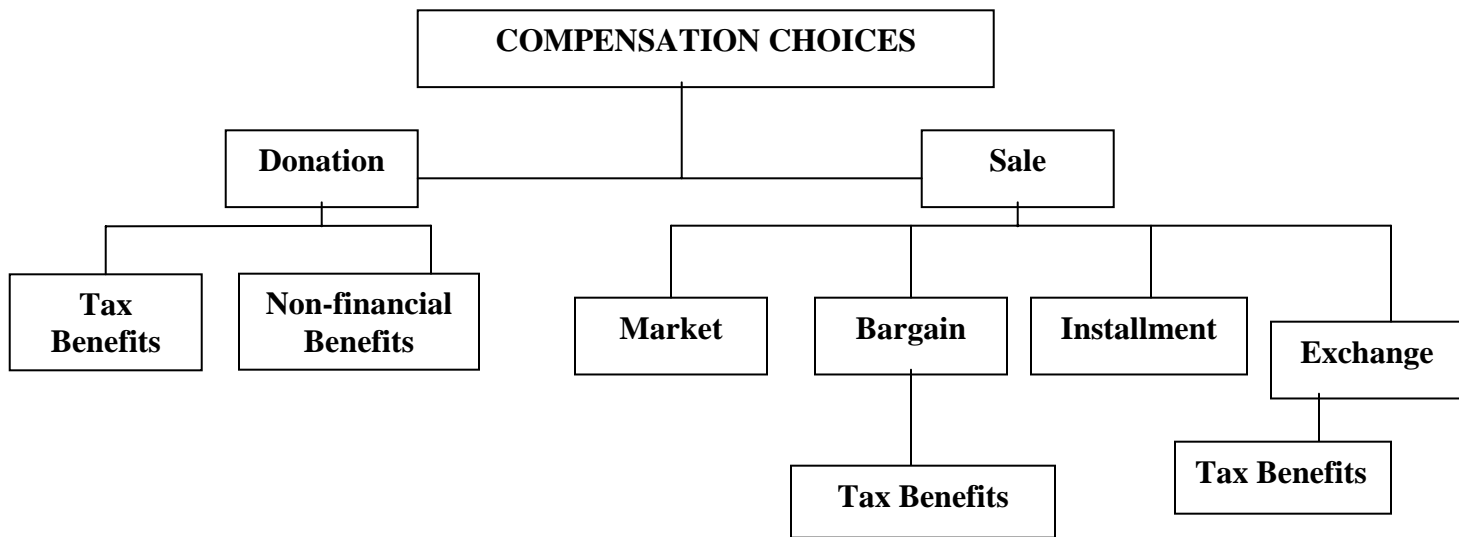 COMPENSATION CHOICES
Donation
Sale
Tax
Benefits
Non-financial
Benefits
Market
Bargain
Installment
Exchange
Tax Benefits
Tax Benefits